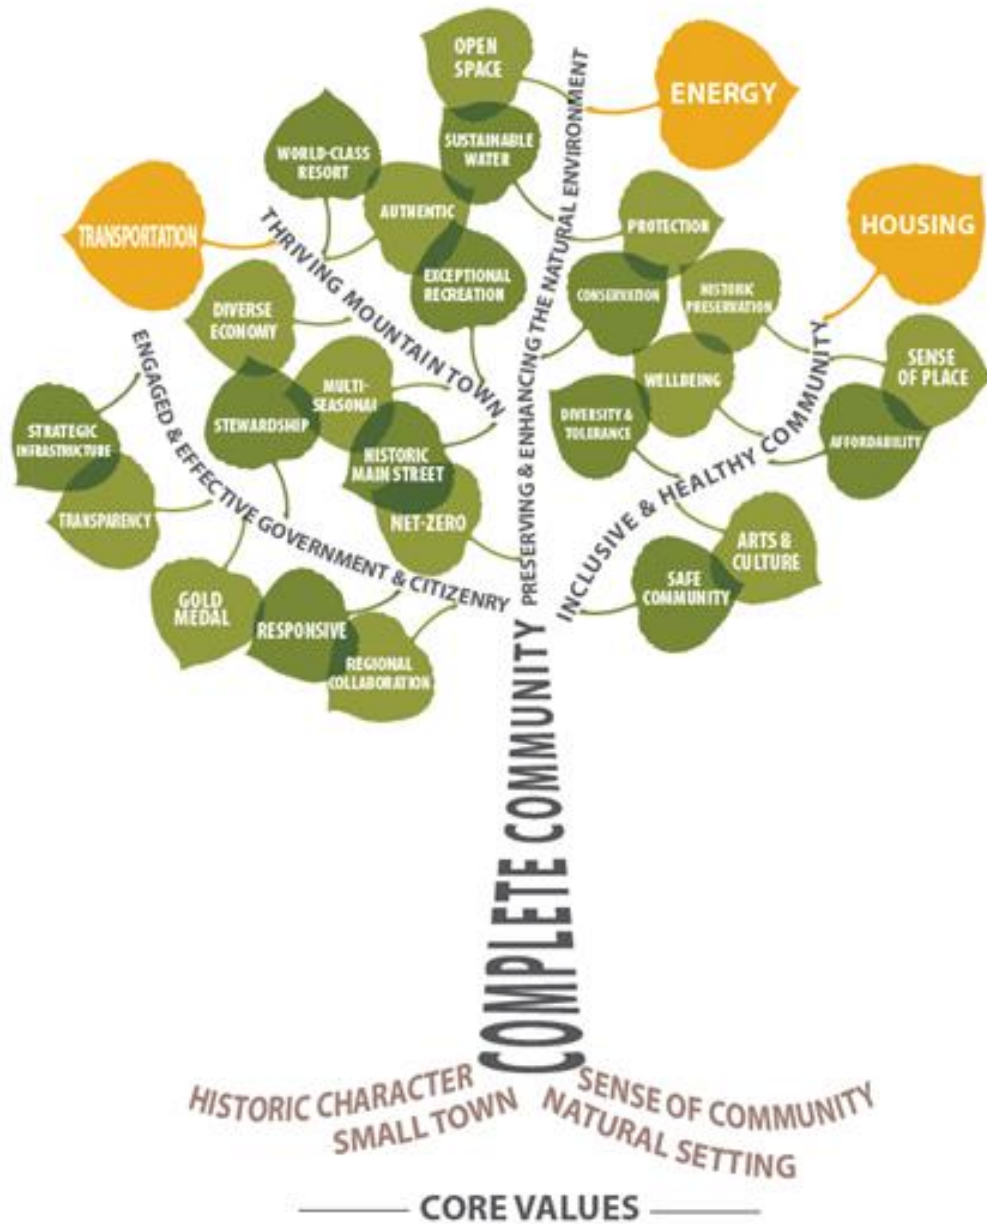 OPEN
SPACE
ENERGY
WORLD-CLASS
RESORT
SUSTAINABLE
WATER
AUTHENTIC
PROTECTION
TRANSPORTATION
HOUSING
THRIVING MOUNTAIN TOWN
EXCEPTIONAL
RECREATION
CONSERVATION
HISTORIC
PRESERVATION
DIVERSE
ECONOMY
PRESERVING & ENHANCING THE NATURAL ENVIRONMENT
SENSE
OF PLACE
WELLBEING
MULTI-
SEASONAL
ENGAGED & EFFECTIVE GOVERNMENT & CITIZENRY
STEWARDSHIP
DIVERSITY &
TOLERANCE
AFFORDABILITY
STRATEGIC
INFRASTRICTURE
HISTORIC
MAIN STREET
INCLUSIVE & HEALTHY COMMUNITY
TRANSPARENCY
NET-ZERO
ARTS &
CULTURE
SAFE
COMMUNITY
GOLD
MEDAL
RESPONSIVE
REGIONAL
COLLABORATION
COMPLETE COMMUNITY
HISTORIC CHARACTER
SENSE OF COMMUNITY
SMALL TOWN
NATURAL SETTING
CORE VALUES